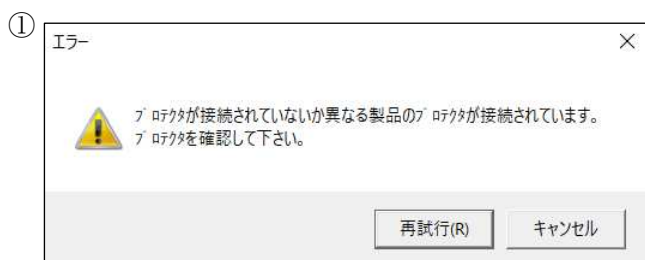 ①
エラー
ﾌﾟﾛﾃｸﾀが接続されていないか異なる製品のﾌﾟﾛﾃｸﾀが接続されています。
ﾌﾟﾛﾃｸﾀを確認して下さい。
再試行(R)
キャンセル